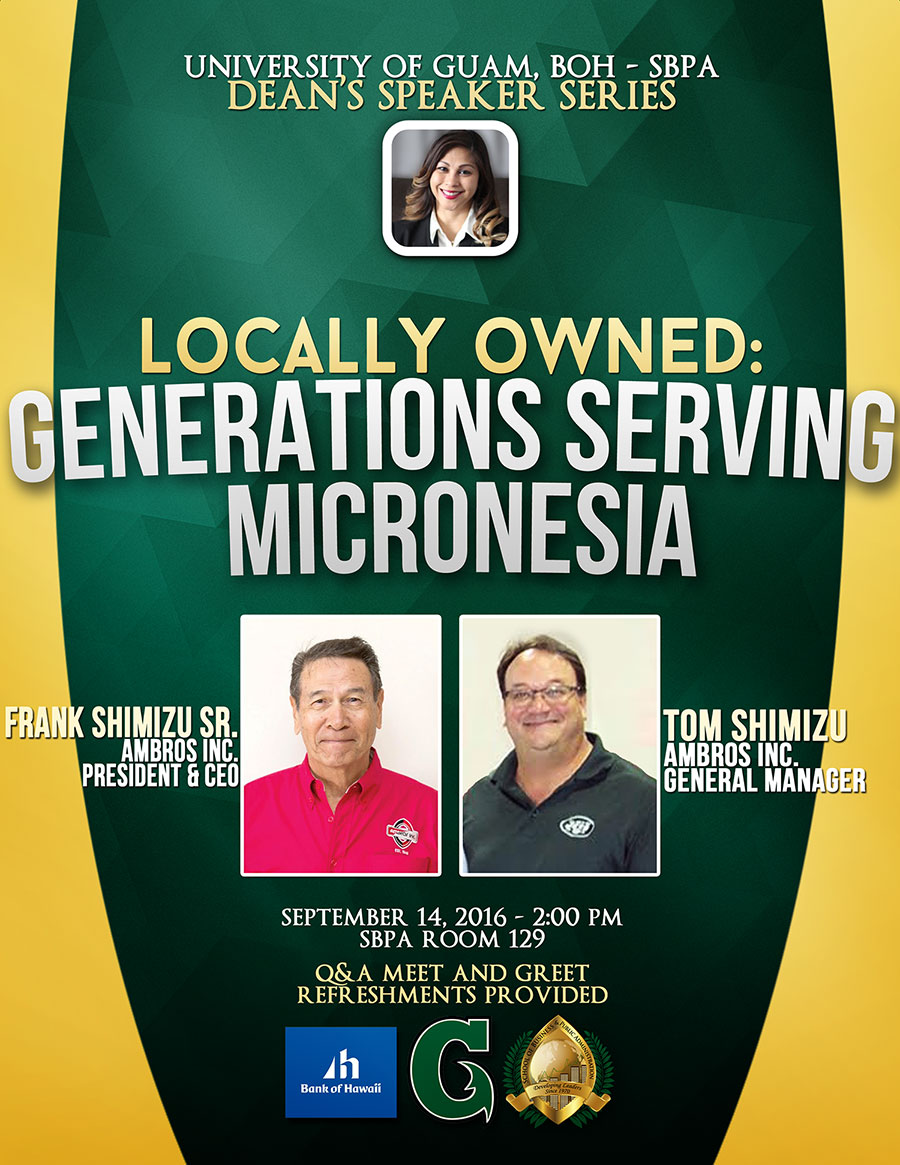 UNIVERSITY OF GUAM, BOH - SBPA
DEAN'S SPEAKER SERIES
LOCALLY OWNED:
GENERATIONS SERVING
MICRONESIA
FRANK SHIMIZU SR.
AMBROS INC.
PRESIDENT & CEO
TOM SHIMIZU
AMBROS INC.
GENERAL MANAGER
SEPTEMBER 14, 2016 - 2:00 PM
SBPA ROOM 129
Q&A MEET AND GREET
REFRESHMENTS PROVIDED
Bank of Hawaii
G
SCHOOL OF BUSINESS & PUBLIC ADMINISTRATION
Developing Leaders
Since 1970